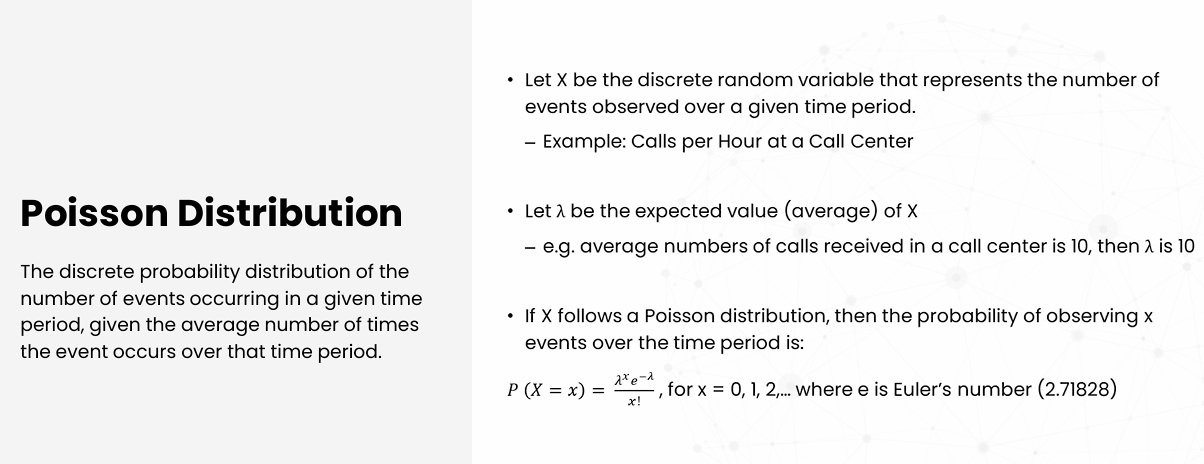 Poisson Distribution
The discrete probability distribution of the
number of events occurring in a given time
period, given the average number of times
the event occurs over that time period.
• Let X be the discrete random variable that represents the number of
events observed over a given time period.
– Example: Calls per Hour at a Call Center
• Let λ be the expected value (average) of X
– e.g. average numbers of calls received in a call center is 10, then λ is 10
• If X follows a Poisson distribution, then the probability of observing x
events over the time period is:
P (X = x) = λˣe⁻λ / x! , for x = 0, 1, 2,... where e is Euler’s number (2.71828)